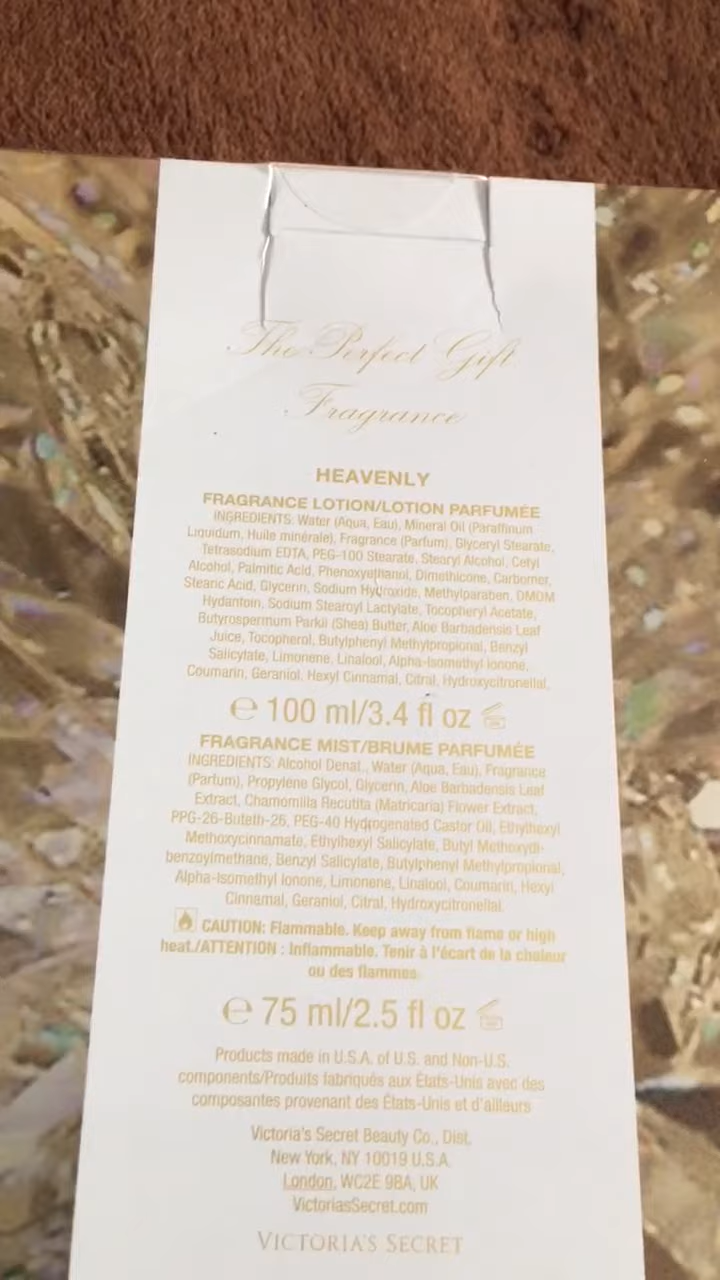 The Perfect Gift
Fragrance
HEAVENLY
FRAGRANCE LOTION/LOTION PARFUMÉE
INGREDIENTS: Water (Aqua, Eau), Mineral Oil (Paraffinum
Liquidum, Huile minérale), Fragrance (Parfum), Glyceryl Stearate,
Tetrasodium EDTA, PEG-100 Stearate, Stearyl Alcohol, Cetyl
Alcohol, Palmitic Acid, Phenoxyethanol, Dimethicone, Carbomer,
Stearic Acid, Glycerin, Sodium Hydroxide, Methylparaben, DMDM
Hydantoin, Sodium Stearoyl Lactylate, Tocopheryl Acetate,
Butyrospermum Parkii (Shea) Butter, Aloe Barbadensis Leaf
Juice, Tocopherol, Butylphenyl Methylpropional, Benzyl
Salicylate, Limonene, Linalool, Alpha-Isomethyl Ionone,
Coumarin, Geraniol, Hexyl Cinnamal, Citral, Hydroxycitronellal.
℮ 100 ml/3.4 fl oz
FRAGRANCE MIST/BRUME PARFUMÉE
INGREDIENTS: Alcohol Denat., Water (Aqua, Eau), Fragrance
(Parfum), Propylene Glycol, Glycerin, Aloe Barbadensis Leaf
Extract, Chamomilla Recutita (Matricaria) Flower Extract,
PPG-26-Buteth-26, PEG-40 Hydrogenated Castor Oil, Ethylhexyl
Methoxycinnamate, Ethylhexyl Salicylate, Butyl Methoxydi-
benzoylmethane, Benzyl Salicylate, Butylphenyl Methylpropional,
Alpha-Isomethyl Ionone, Limonene, Linalool, Coumarin, Hexyl
Cinnamal, Geraniol, Citral, Hydroxycitronellal.
CAUTION: Flammable. Keep away from flame or high
heat./ATTENTION : Inflammable. Tenir à l'écart de la chaleur
ou des flammes.
℮ 75 ml/2.5 fl oz
Products made in U.S.A. of U.S. and Non-U.S.
components/Produits fabriqués aux États-Unis avec des
composantes provenant des États-Unis et d'ailleurs
Victoria's Secret Beauty Co., Dist.
New York, NY 10019 U.S.A.
London, WC2E 9BA, UK
VictoriasSecret.com
VICTORIA'S SECRET